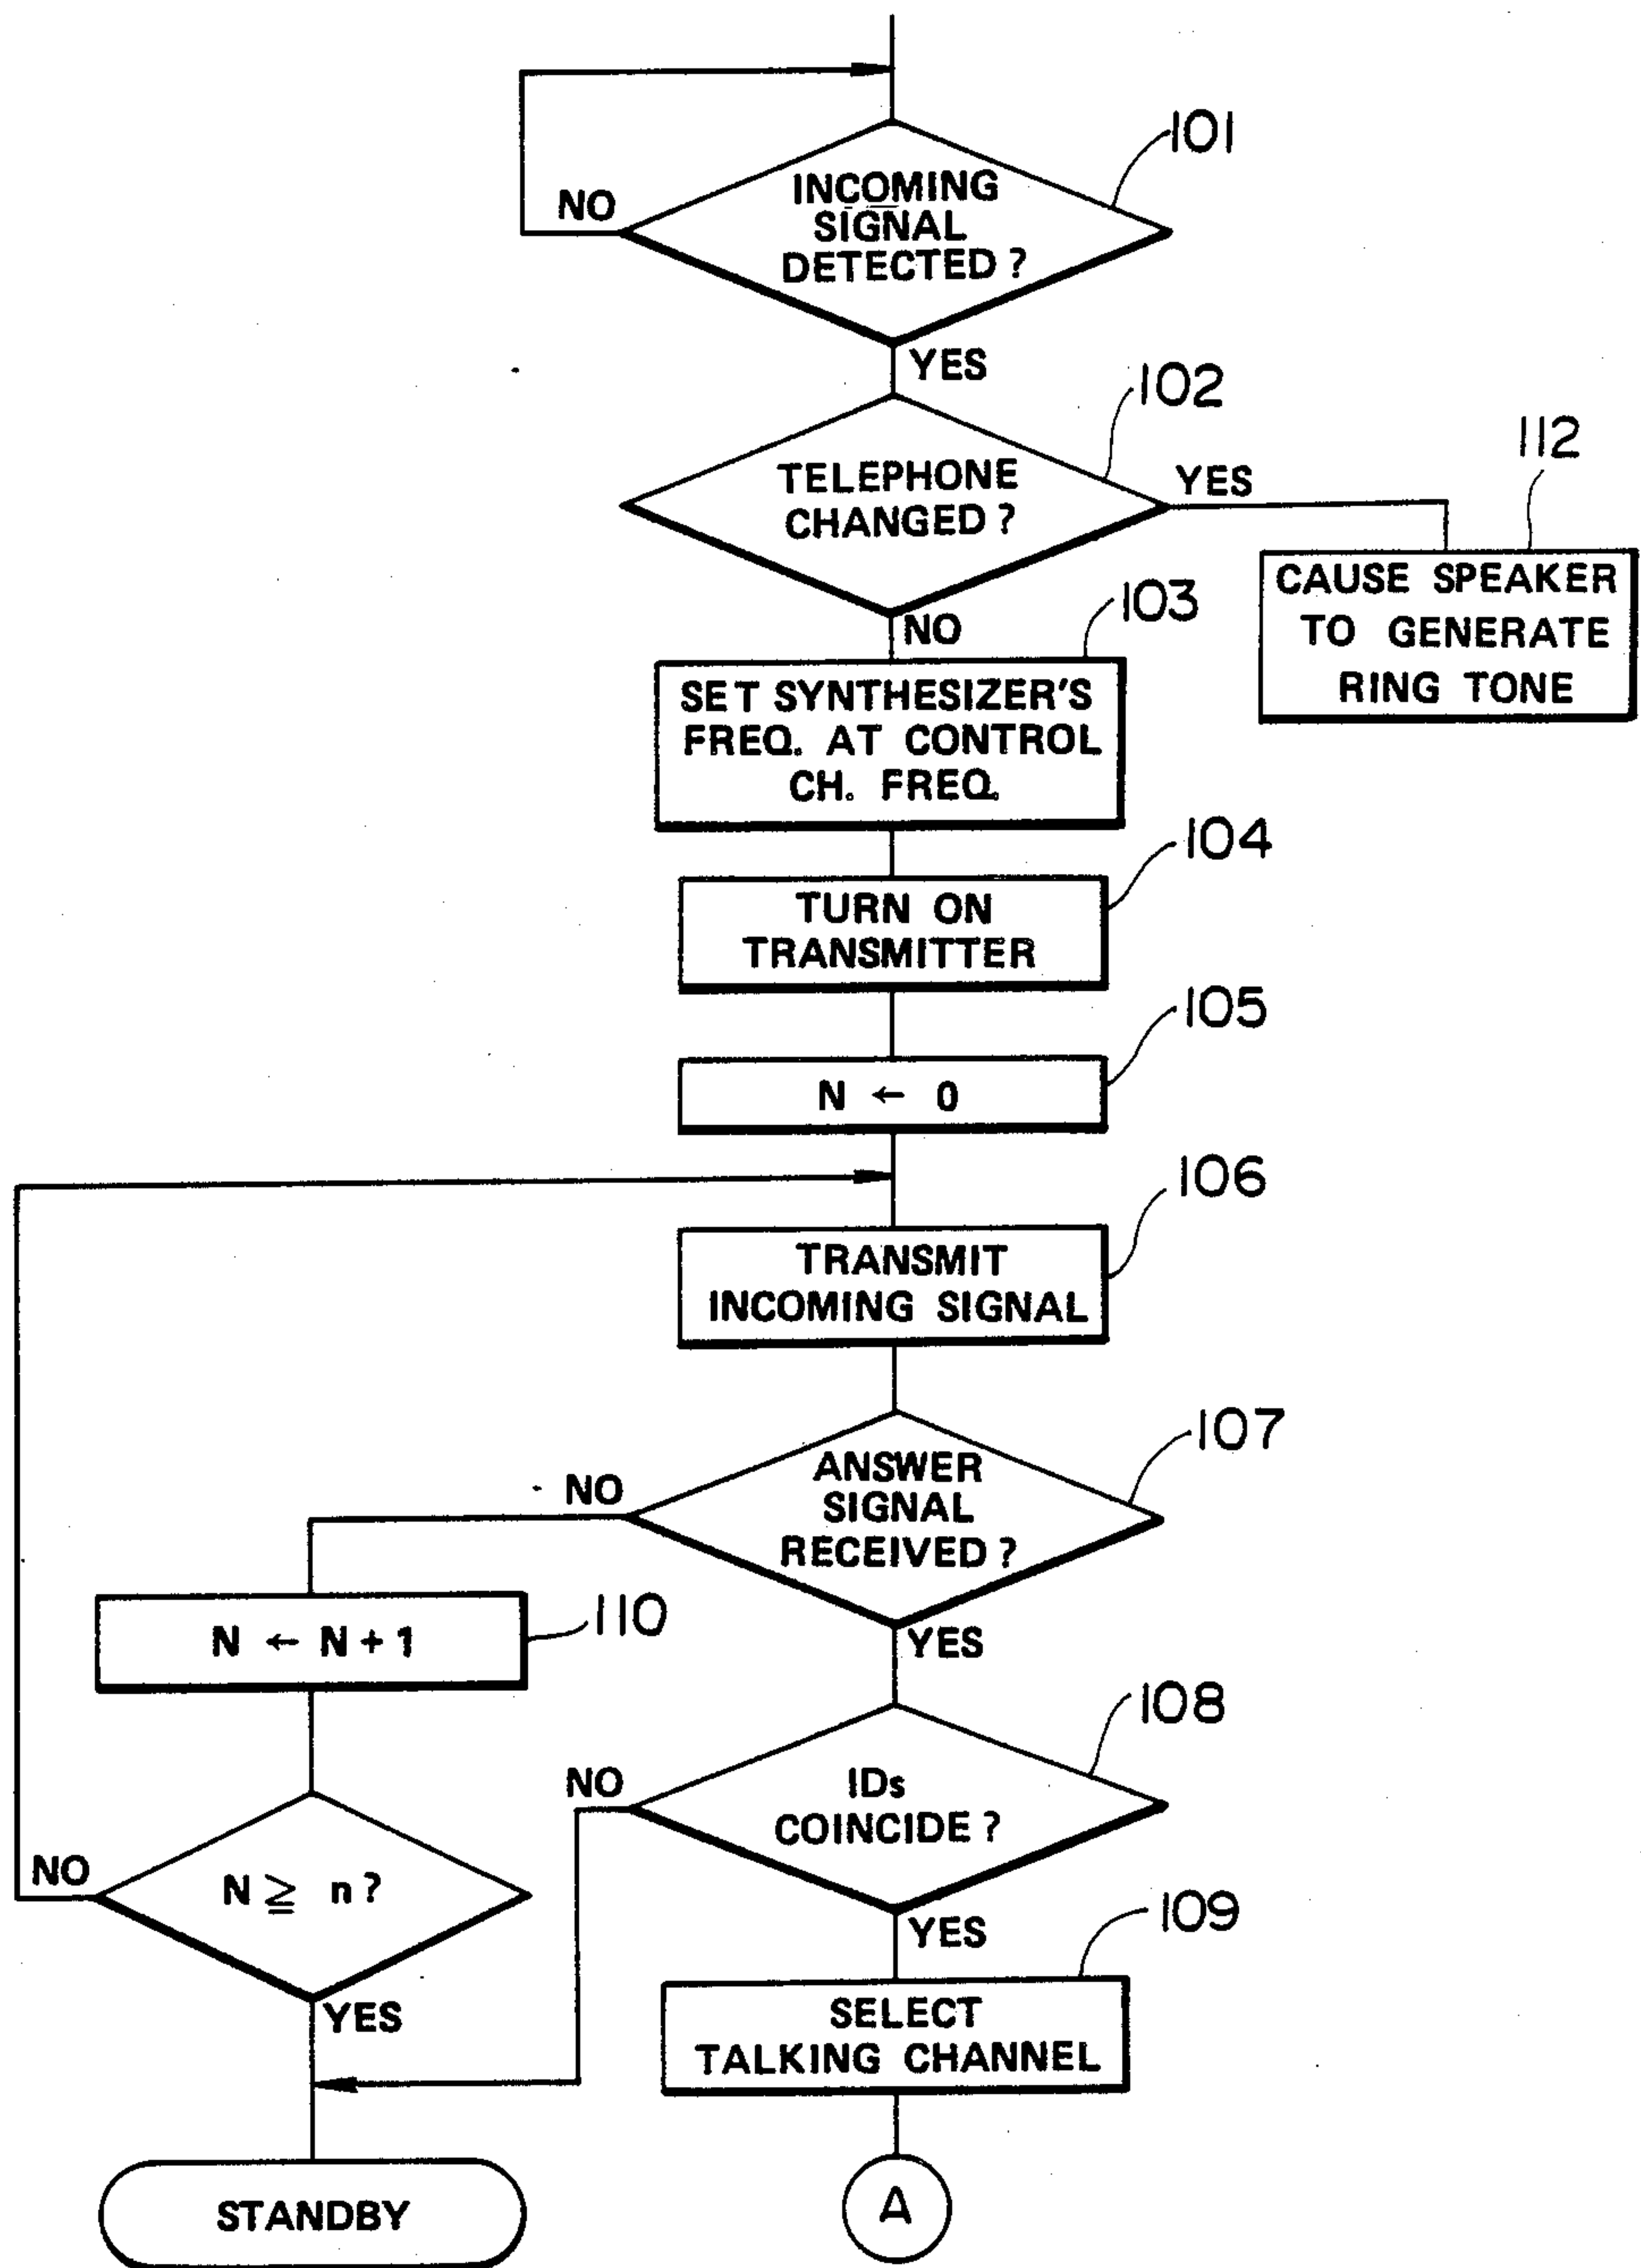 101
INCOMING
SIGNAL
DETECTED ?
NO
YES
102
TELEPHONE
CHANGED ?
YES
112
CAUSE SPEAKER
TO GENERATE
RING TONE
NO
103
SET SYNTHESIZER'S
FREQ. AT CONTROL
CH. FREQ.
104
TURN ON
TRANSMITTER
105
N ← 0
106
TRANSMIT
INCOMING SIGNAL
107
ANSWER
SIGNAL
RECEIVED ?
NO
YES
110
N ← N + 1
108
IDs
COINCIDE ?
NO
YES
N ≧ n ?
NO
YES
109
SELECT
TALKING CHANNEL
STANDBY
A